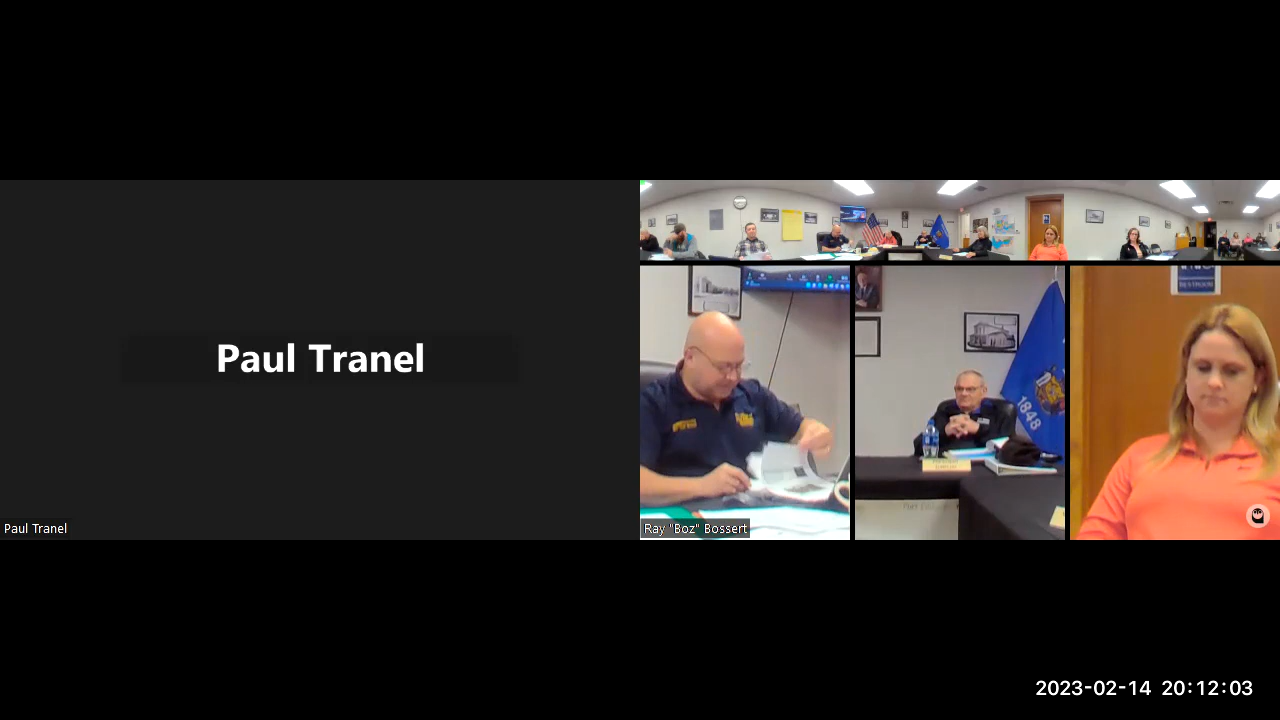 Paul Tranel
Paul Tranel
Ray "Boz" Bossert
1848
2023-02-14 20:12:03